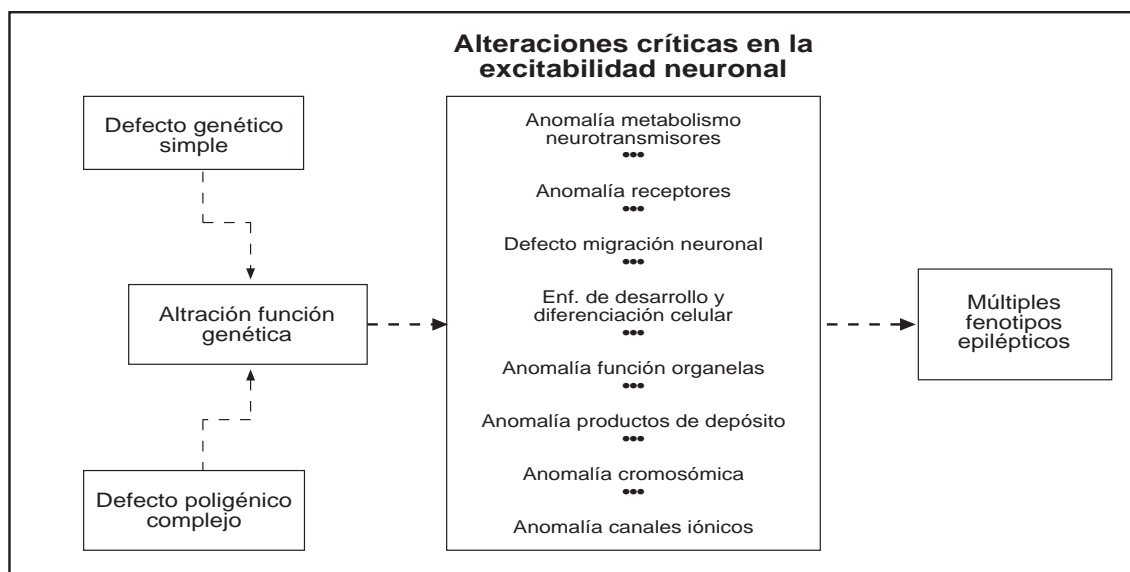 Alteraciones críticas en la
excitabilidad neuronal
Defecto genético
simple
Altración función
genética
Defecto poligénico
complejo
Anomalía metabolismo
neurotransmisores
•••
Anomalía receptores
•••
Defecto migración neuronal
•••
Enf. de desarrollo y
diferenciación celular
•••
Anomalía función organelas
•••
Anomalía productos de depósito
•••
Anomalía cromosómica
•••
Anomalía canales iónicos
Múltiples
fenotipos
epilépticos